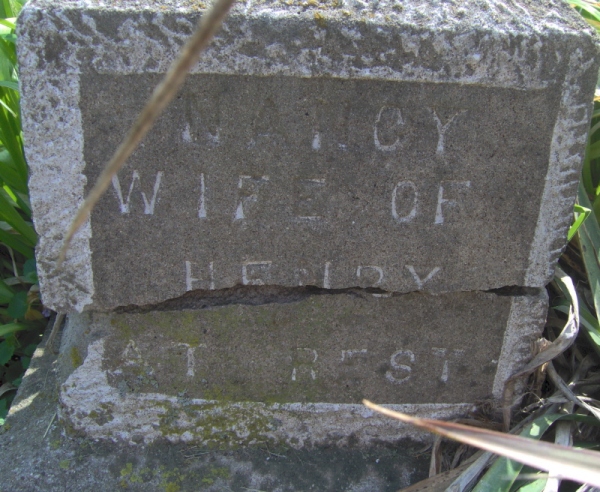 NANCY
WIFE OF
HENRY
AT REST